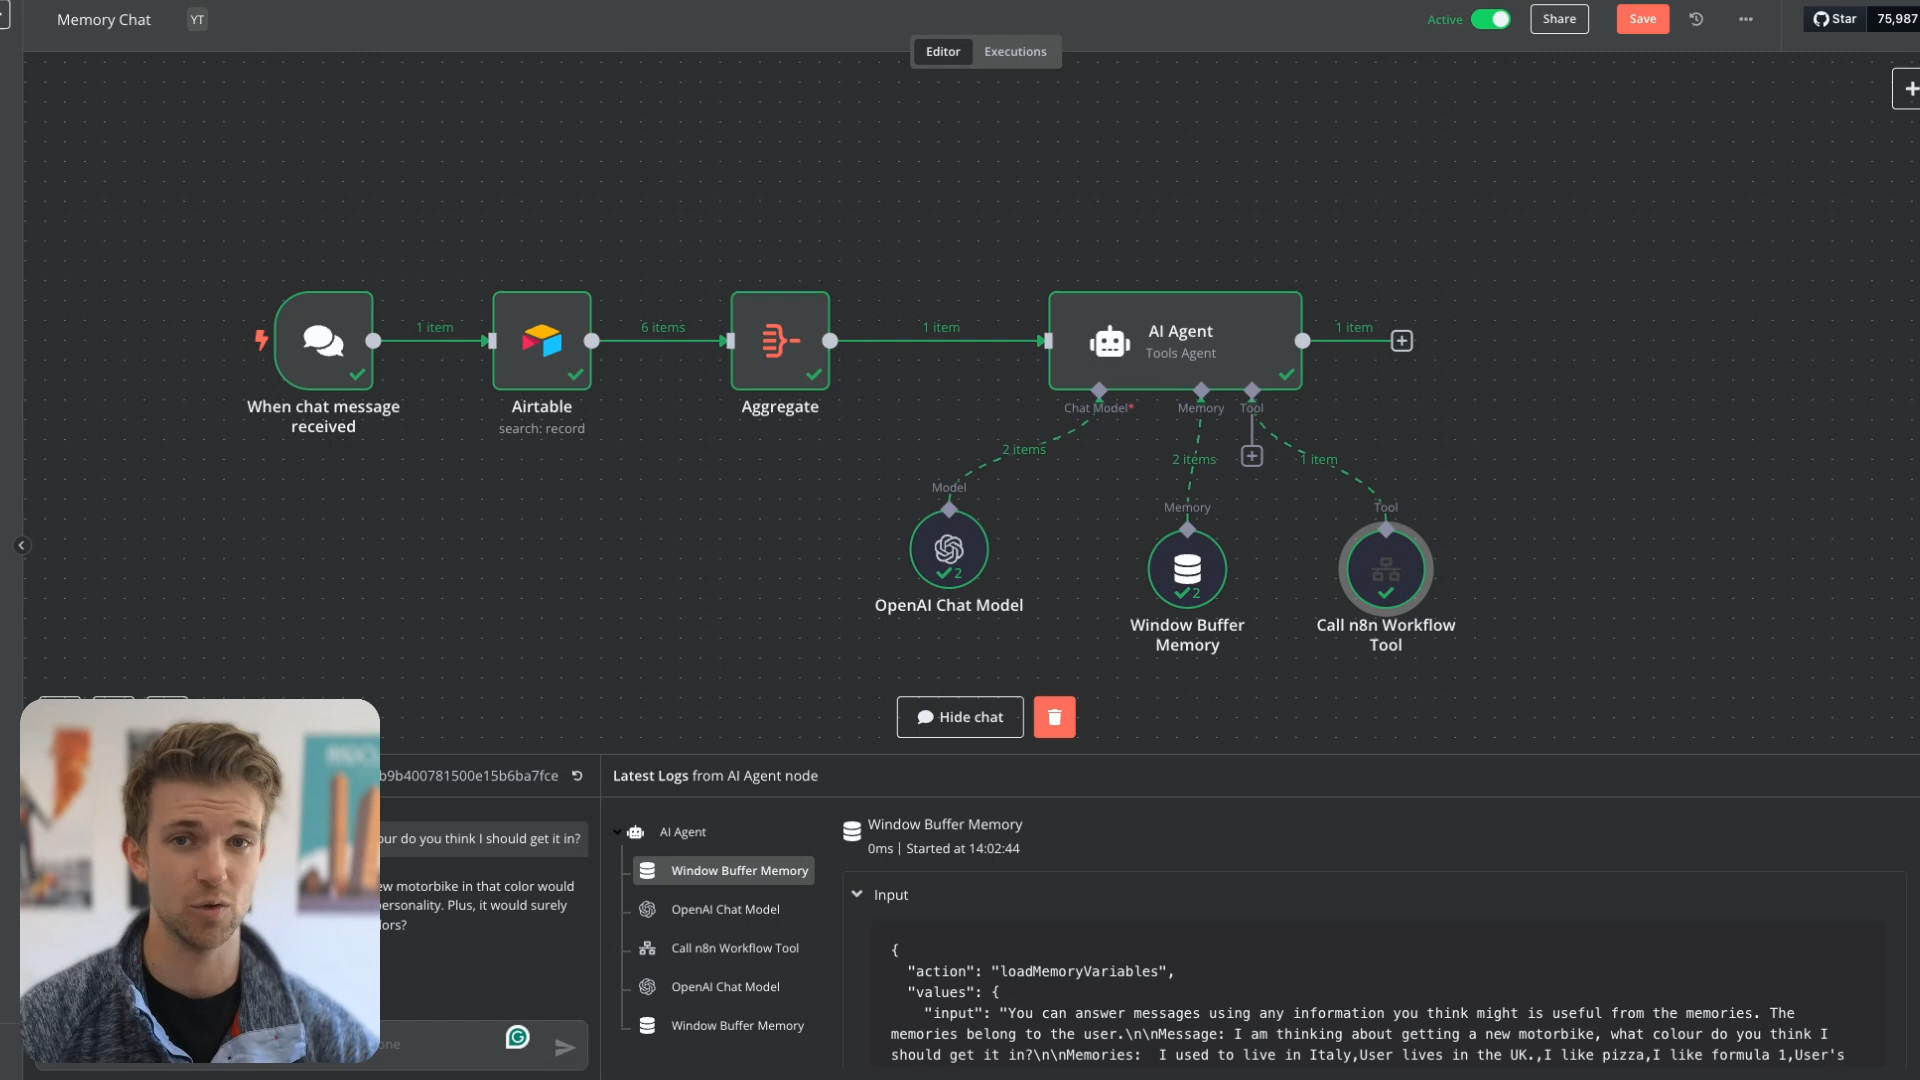 Memory Chat YT
Active Share Save ••• Star 75,987
Editor Executions
1 item 6 items 1 item 1 item
AI Agent
Tools Agent
When chat message
received
Airtable
search: record
Aggregate
Chat Model* Memory Tool
2 items 2 items 1 item
Model Memory Tool
2
2
OpenAI Chat Model
Window Buffer
Memory
Call n8n Workflow
Tool
Hide chat
b9b400781500e15b6ba7fce
our do you think I should get it in?
ew motorbike in that color would
ersonality. Plus, it would surely
lors?
one
Latest Logs from AI Agent node
AI Agent
Window Buffer Memory
OpenAI Chat Model
Call n8n Workflow Tool
OpenAI Chat Model
Window Buffer Memory
Window Buffer Memory
0ms | Started at 14:02:44
Input
{
"action": "loadMemoryVariables",
"values": {
"input": "You can answer messages using any information you think might is useful from the memories. The
memories belong to the user.\n\nMessage: I am thinking about getting a new motorbike, what colour do you think I
should get it in?\n\nMemories:  I used to live in Italy,User lives in the UK.,I like pizza,I like formula 1,User's